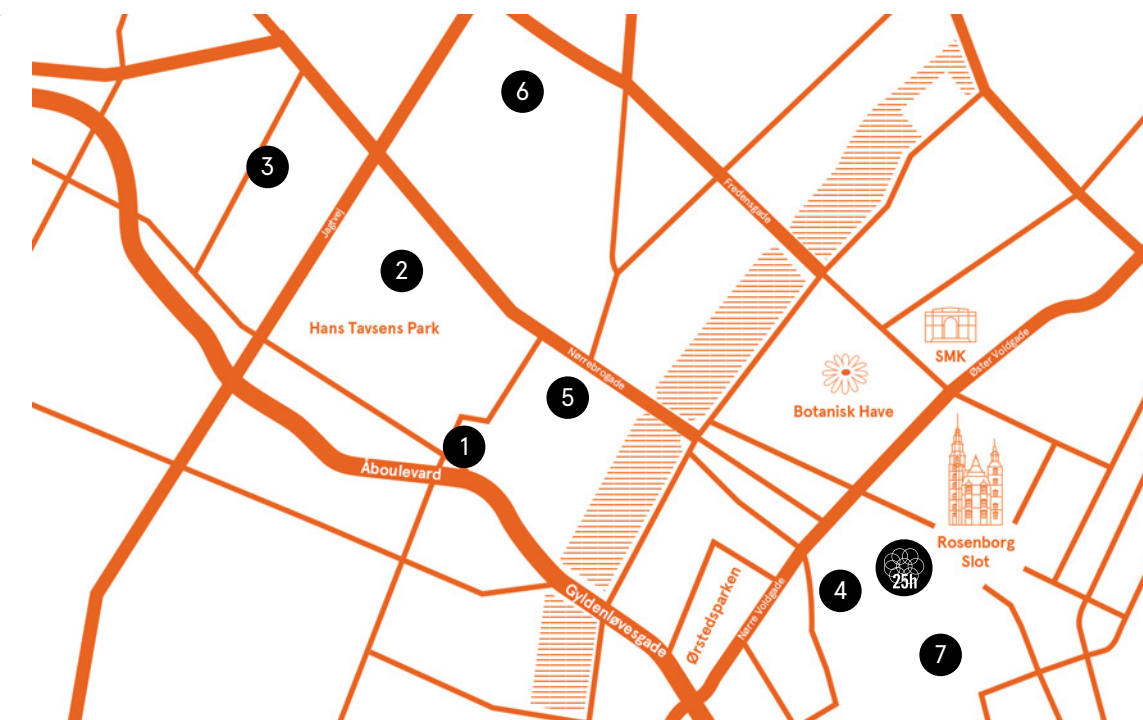 6
3
Jagtvej
Fredensgade
2
Hans Tavsens Park
SMK
Øster Voldgade
Nørrebrogade
5
Botanisk Have
1
Åboulevard
Rosenborg
Slot
25h
4
Gyldenløvesgade
Ørstedsparken
Nørre Voldgade
7